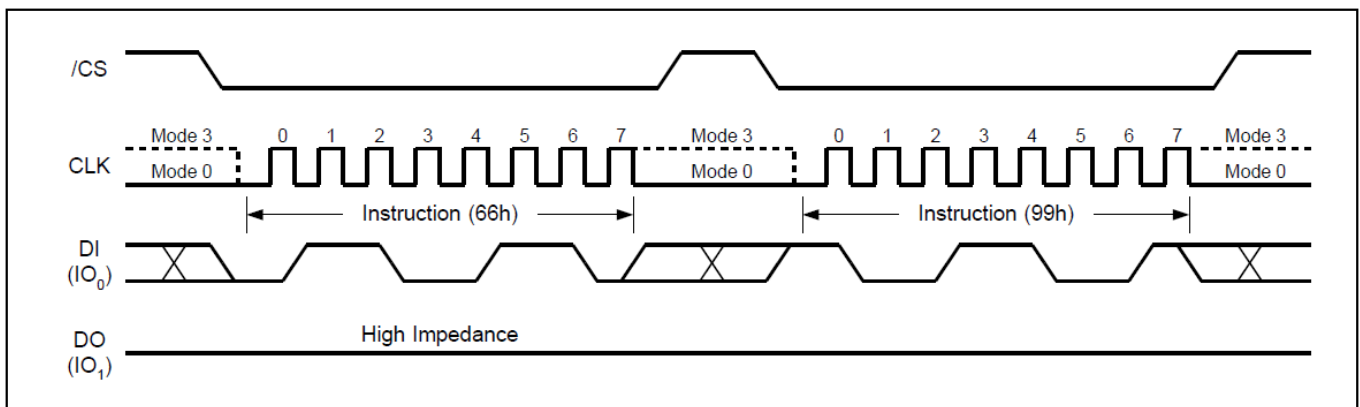 /CS
Mode 3 0 1 2 3 4 5 6 7 Mode 3 0 1 2 3 4 5 6 7 Mode 3
CLK
Mode 0 Mode 0 Mode 0
Instruction (66h) Instruction (99h)
DI
(IO₀)
High Impedance
DO
(IO₁)